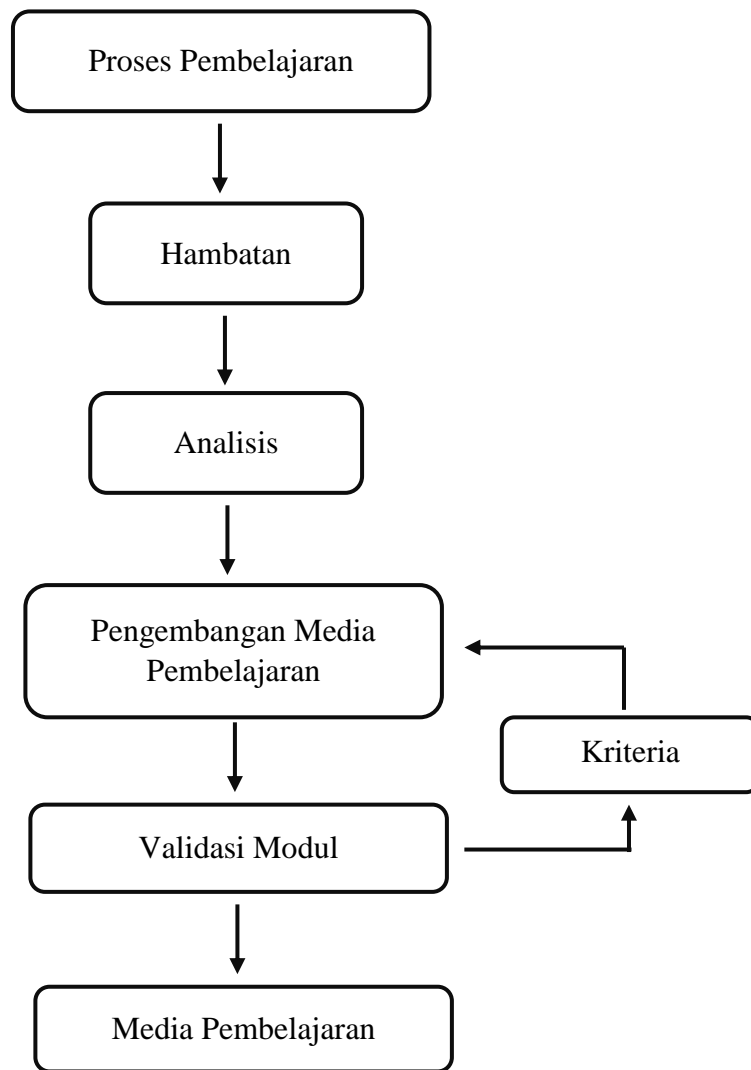 Proses Pembelajaran
Hambatan
Analisis
Pengembangan Media
Pembelajaran
Kriteria
Validasi Modul
Media Pembelajaran